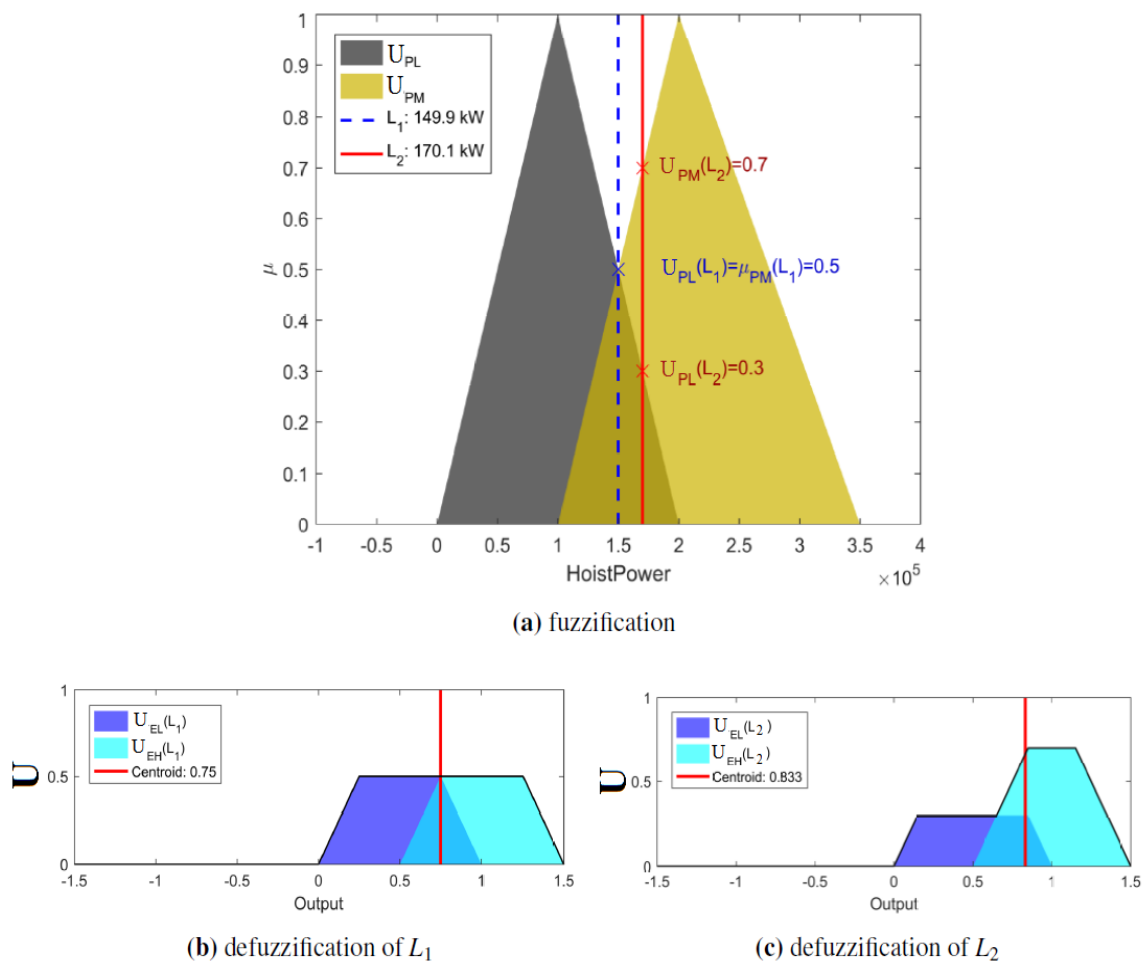 1
0.9
0.8
0.7
0.6
0.5
0.4
0.3
0.2
0.1
0
μ
U_PL
U_PM
L_1: 149.9 kW
L_2: 170.1 kW
U_PM(L_2)=0.7
U_PL(L_1)=μ_PM(L_1)=0.5
U_PL(L_2)=0.3
-1 -0.5 0 0.5 1 1.5 2 2.5 3 3.5 4
HoistPower
×10^5
(a) fuzzification
1
0.5
0
U
U_EL(L_1)
U_EH(L_1)
Centroid: 0.75
-1.5 -1 -0.5 0 0.5 1 1.5
Output
(b) defuzzification of L_1
1
0.5
0
U
U_EL(L_2)
U_EH(L_2)
Centroid: 0.833
-1.5 -1 -0.5 0 0.5 1 1.5
Output
(c) defuzzification of L_2